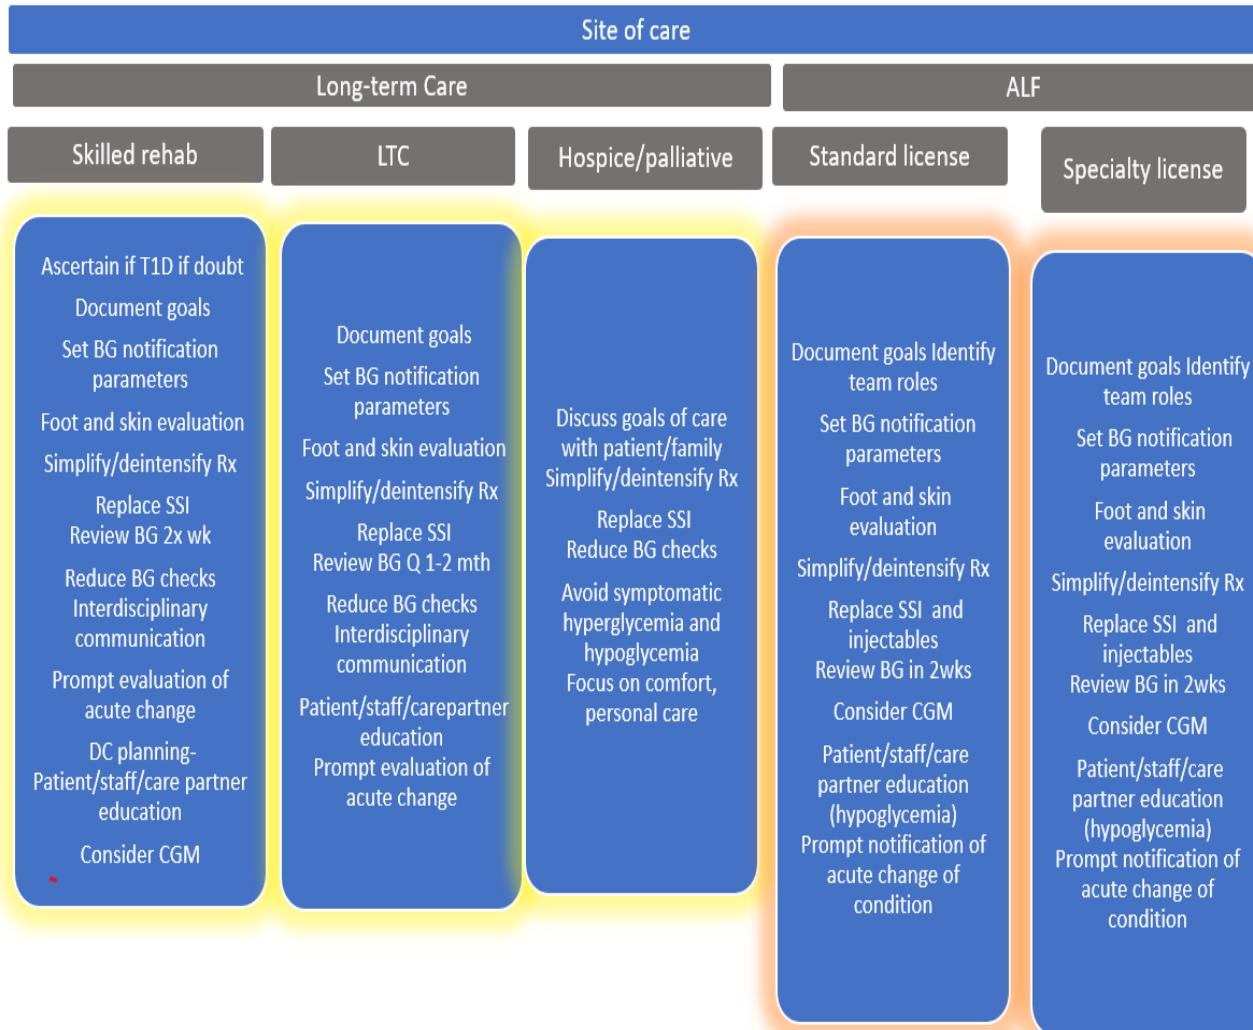 Site of care
Long-term Care
ALF
Skilled rehab
LTC
Hospice/palliative
Standard license
Specialty license
Ascertain if T1D if doubt
Document goals
Set BG notification
parameters
Foot and skin evaluation
Simplify/deintensify Rx
Replace SSI
Review BG 2x wk
Reduce BG checks
Interdisciplinary
communication
Prompt evaluation of
acute change
DC planning-
Patient/staff/care partner
education
Consider CGM
Document goals
Set BG notification
parameters
Foot and skin evaluation
Simplify/deintensify Rx
Replace SSI
Review BG Q 1-2 mth
Reduce BG checks
Interdisciplinary
communication
Patient/staff/carepartner
education
Prompt evaluation of
acute change
Discuss goals of care
with patient/family
Simplify/deintensify Rx
Replace SSI
Reduce BG checks
Avoid symptomatic
hyperglycemia and
hypoglycemia
Focus on comfort,
personal care
Document goals Identify
team roles
Set BG notification
parameters
Foot and skin
evaluation
Simplify/deintensify Rx
Replace SSI and
injectables
Review BG in 2wks
Consider CGM
Patient/staff/care
partner education
(hypoglycemia)
Prompt notification of
acute change of
condition
Document goals Identify
team roles
Set BG notification
parameters
Foot and skin
evaluation
Simplify/deintensify Rx
Replace SSI and
injectables
Review BG in 2wks
Consider CGM
Patient/staff/care
partner education
(hypoglycemia)
Prompt notification of
acute change of
condition